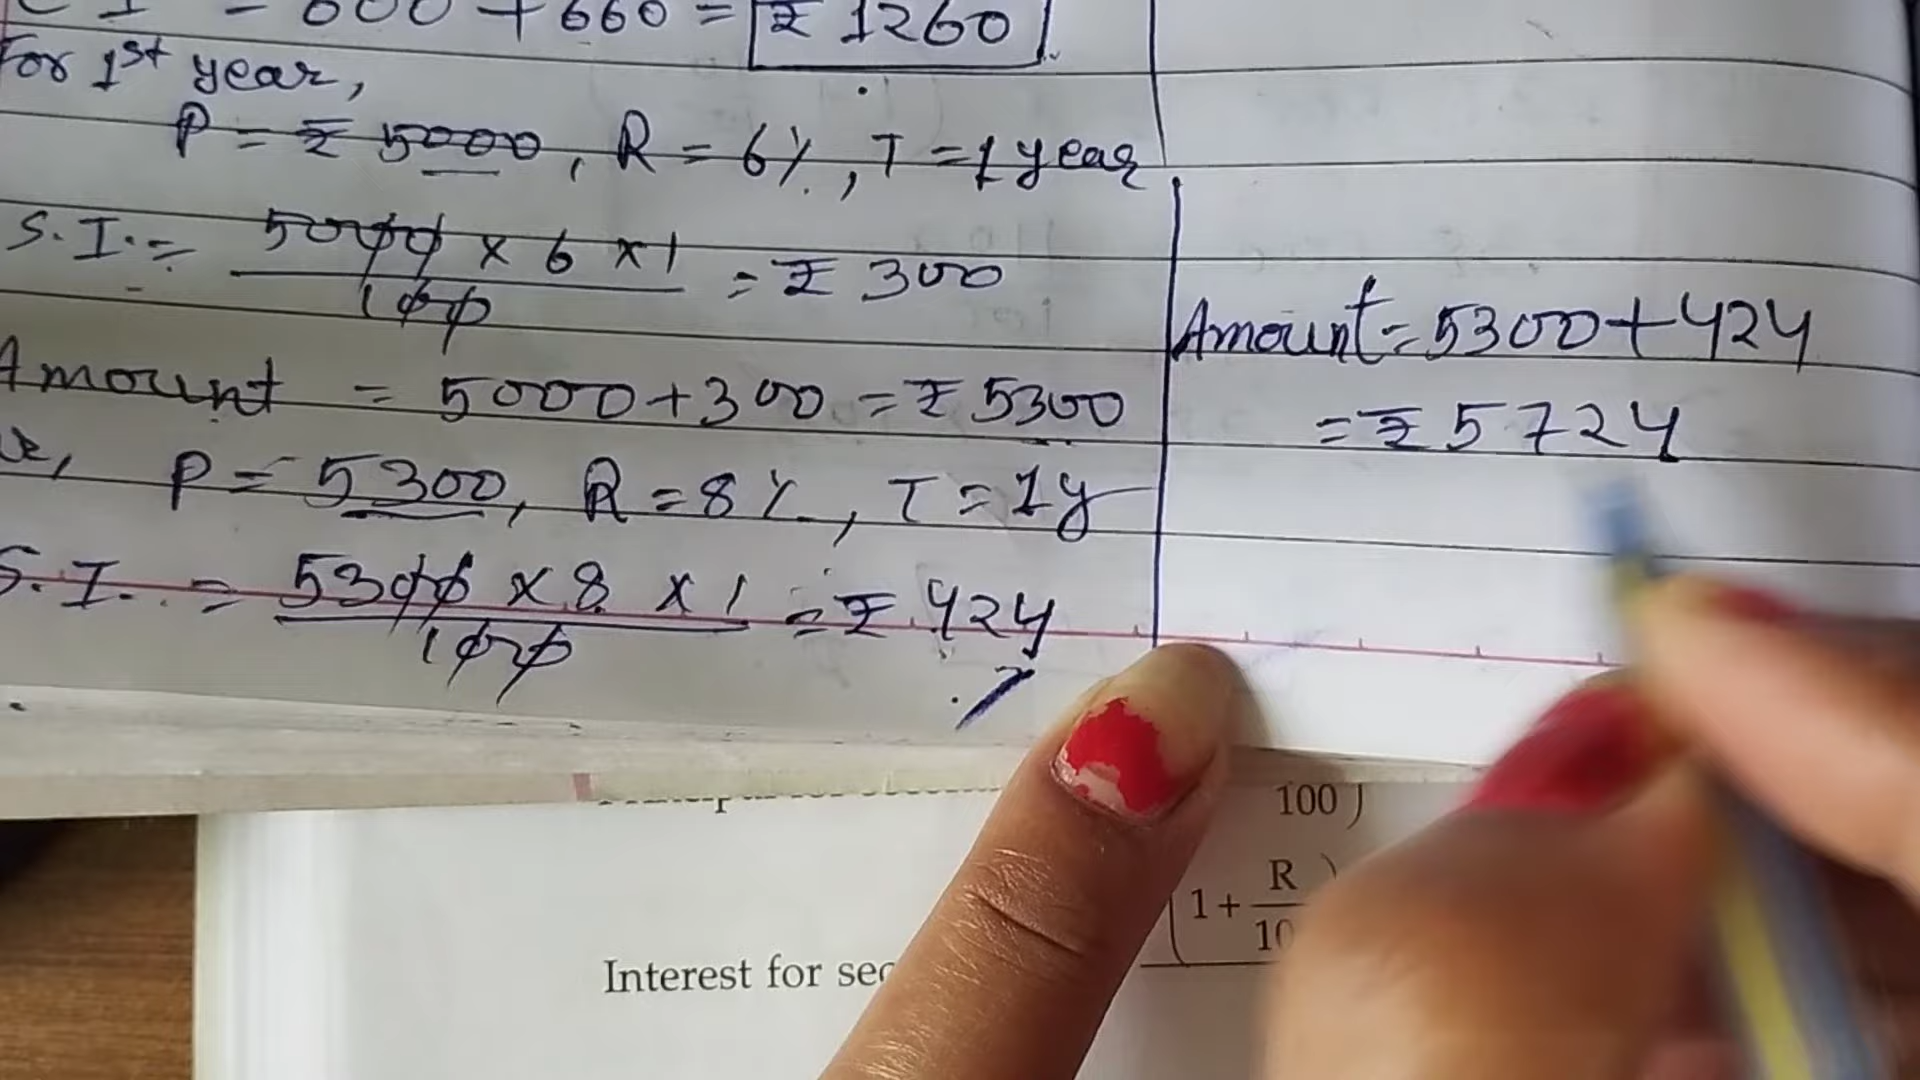 C I = 600 + 660 = ₹ 1260
For 1st year,
P = ₹ 5000, R = 6%, T = 1 year
S.I. = 5000 × 6 × 1 / 100 = ₹ 300
Amount = 5000 + 300 = ₹ 5300
P = 5300, R = 8%, T = 1y
S.I. = 5300 × 8 × 1 / 100 = ₹ 424
Amount = 5300 + 424
= ₹ 5724
100 )
( 1 + R
10
Interest for sec